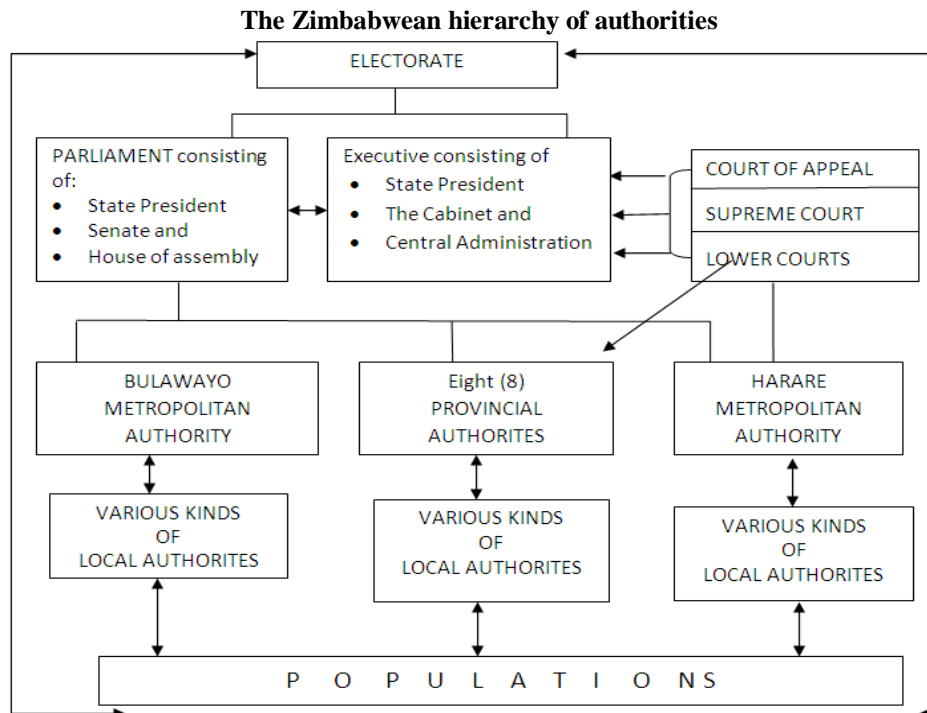 The Zimbabwean hierarchy of authorities
ELECTORATE
PARLIAMENT consisting
of:
• State President
• Senate and
• House of assembly
Executive consisting of
• State President
• The Cabinet and
• Central Administration
COURT OF APPEAL
SUPREME COURT
LOWER COURTS
BULAWAYO
METROPOLITAN
AUTHORITY
Eight (8)
PROVINCIAL
AUTHORITES
HARARE
METROPOLITAN
AUTHORITY
VARIOUS KINDS
OF
LOCAL AUTHORITES
VARIOUS KINDS
OF
LOCAL AUTHORITES
VARIOUS KINDS
OF
LOCAL AUTHORITES
P O P U L A T I O NS